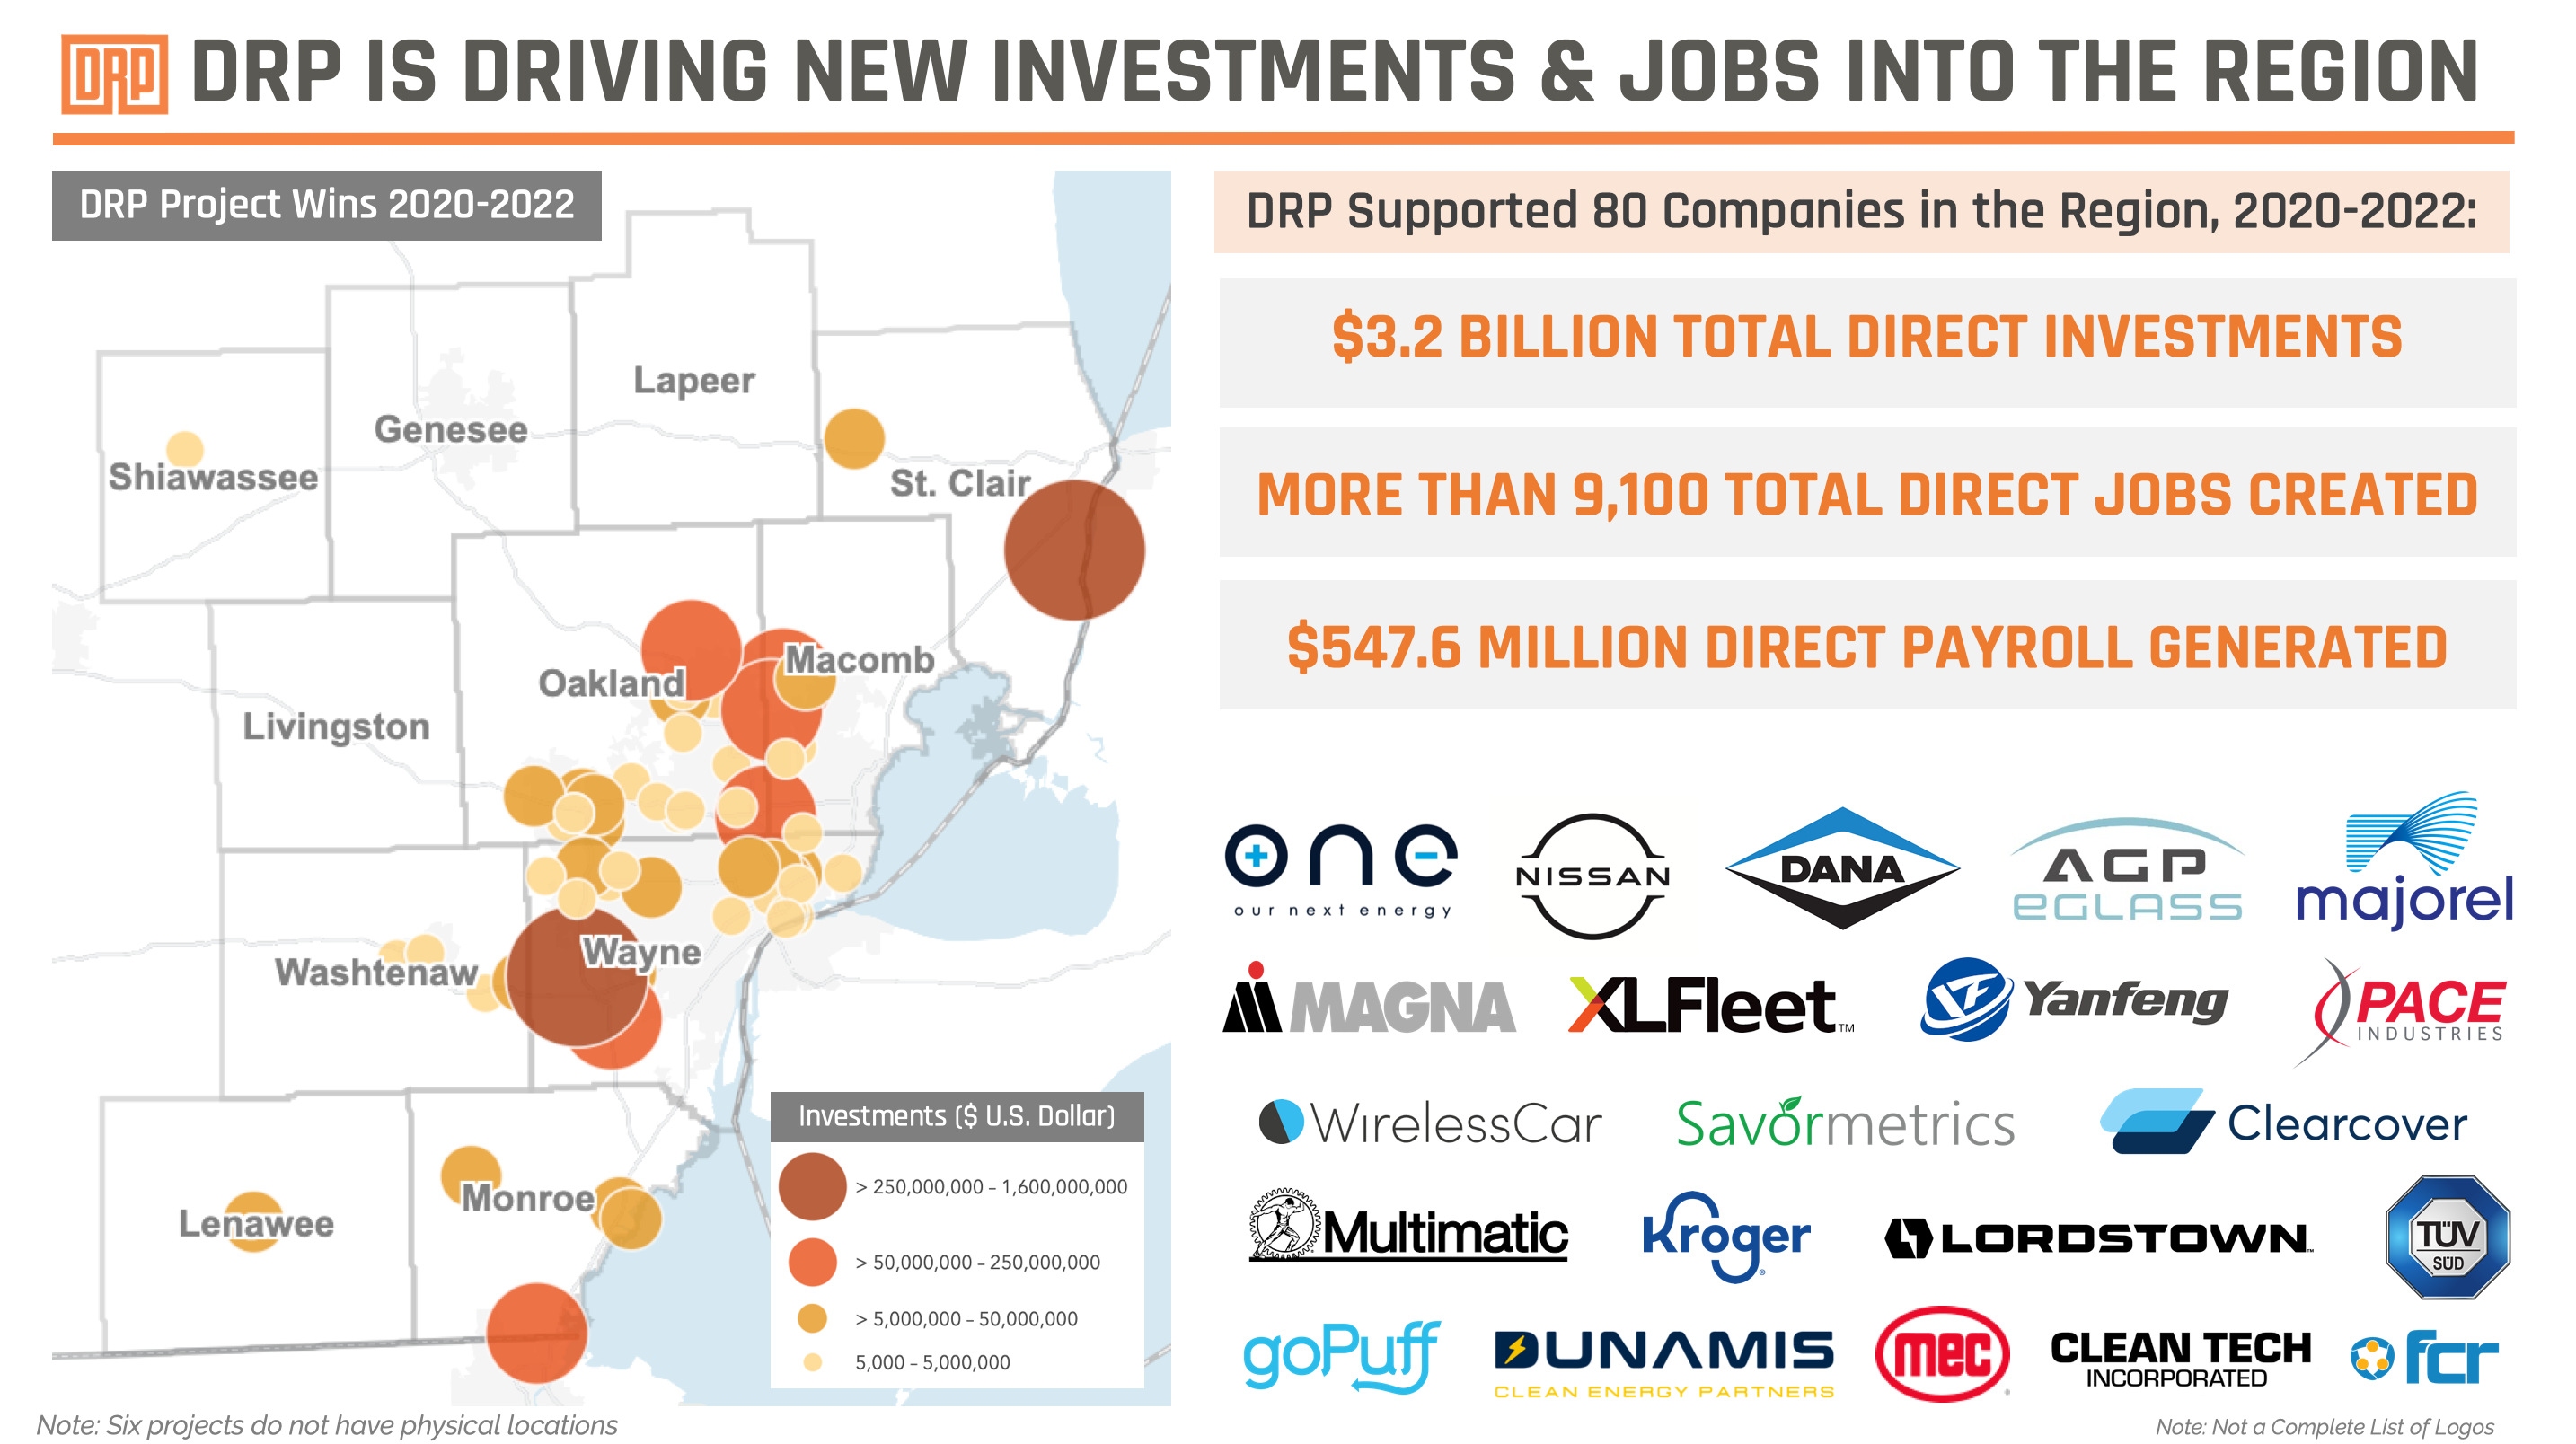 DRP
DRP IS DRIVING NEW INVESTMENTS & JOBS INTO THE REGION
DRP Project Wins 2020-2022
Lapeer
Genesee
Shiawassee
St. Clair
Macomb
Oakland
Livingston
Wayne
Washtenaw
Monroe
Lenawee
Investments ($ U.S. Dollar)
> 250,000,000 – 1,600,000,000
> 50,000,000 – 250,000,000
> 5,000,000 – 50,000,000
5,000 – 5,000,000
Note: Six projects do not have physical locations
DRP Supported 80 Companies in the Region, 2020-2022:
$3.2 BILLION TOTAL DIRECT INVESTMENTS
MORE THAN 9,100 TOTAL DIRECT JOBS CREATED
$547.6 MILLION DIRECT PAYROLL GENERATED
one
our next energy
NISSAN
DANA
AGP
eGLASS
majorel
MAGNA
XLFleet™
YF Yanfeng
PACE
INDUSTRIES
WirelessCar
Savormetrics
Clearcover
Multimatic
Kroger®
LORDSTOWN™
TÜV
SÜD
goPuff
DUNAMIS
CLEAN ENERGY PARTNERS
mec
CLEAN TECH
INCORPORATED
fcr
Note: Not a Complete List of Logos